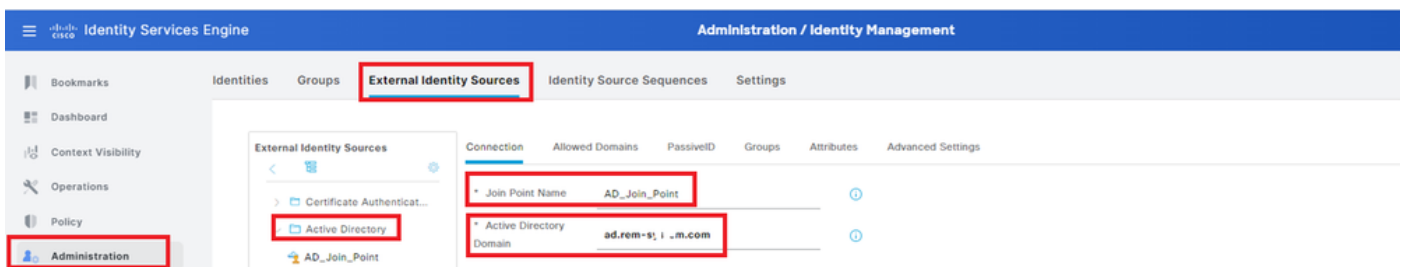 cisco Identity Services Engine
Administration / Identity Management
Bookmarks
Dashboard
Context Visibility
Operations
Policy
Administration
Identities Groups External Identity Sources Identity Source Sequences Settings
External Identity Sources
Certificate Authenticat...
Active Directory
AD_Join_Point
Connection Allowed Domains PassiveID Groups Attributes Advanced Settings
* Join Point Name AD_Join_Point
* Active Directory
Domain